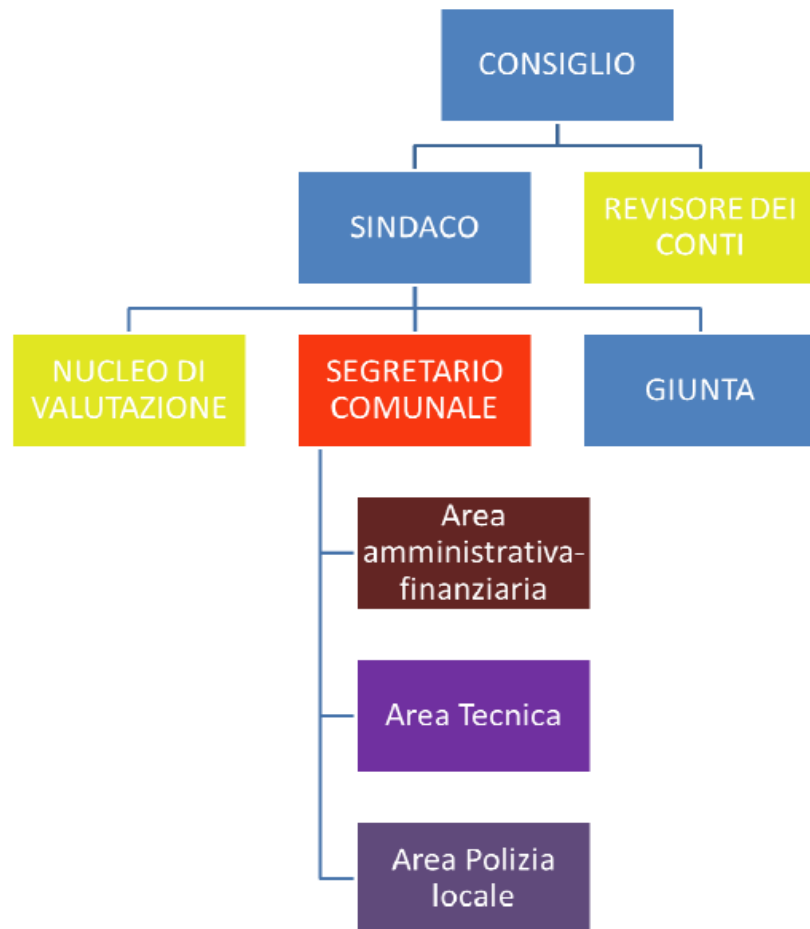 CONSIGLIO
SINDACO
REVISORE DEI
CONTI
NUCLEO DI
VALUTAZIONE
SEGRETARIO
COMUNALE
GIUNTA
Area
amministrativa-
finanziaria
Area Tecnica
Area Polizia
locale